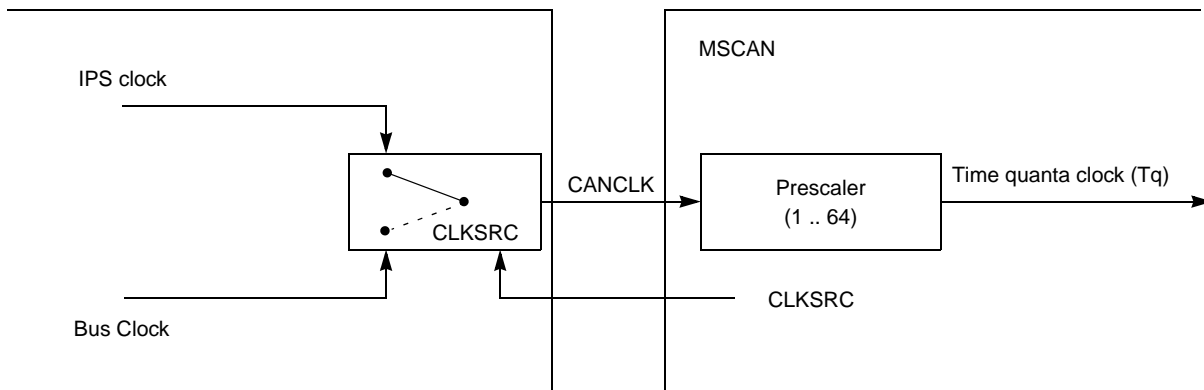 MSCAN
IPS clock
CANCLK
Prescaler
(1 .. 64)
Time quanta clock (Tq)
CLKSRC
CLKSRC
Bus Clock